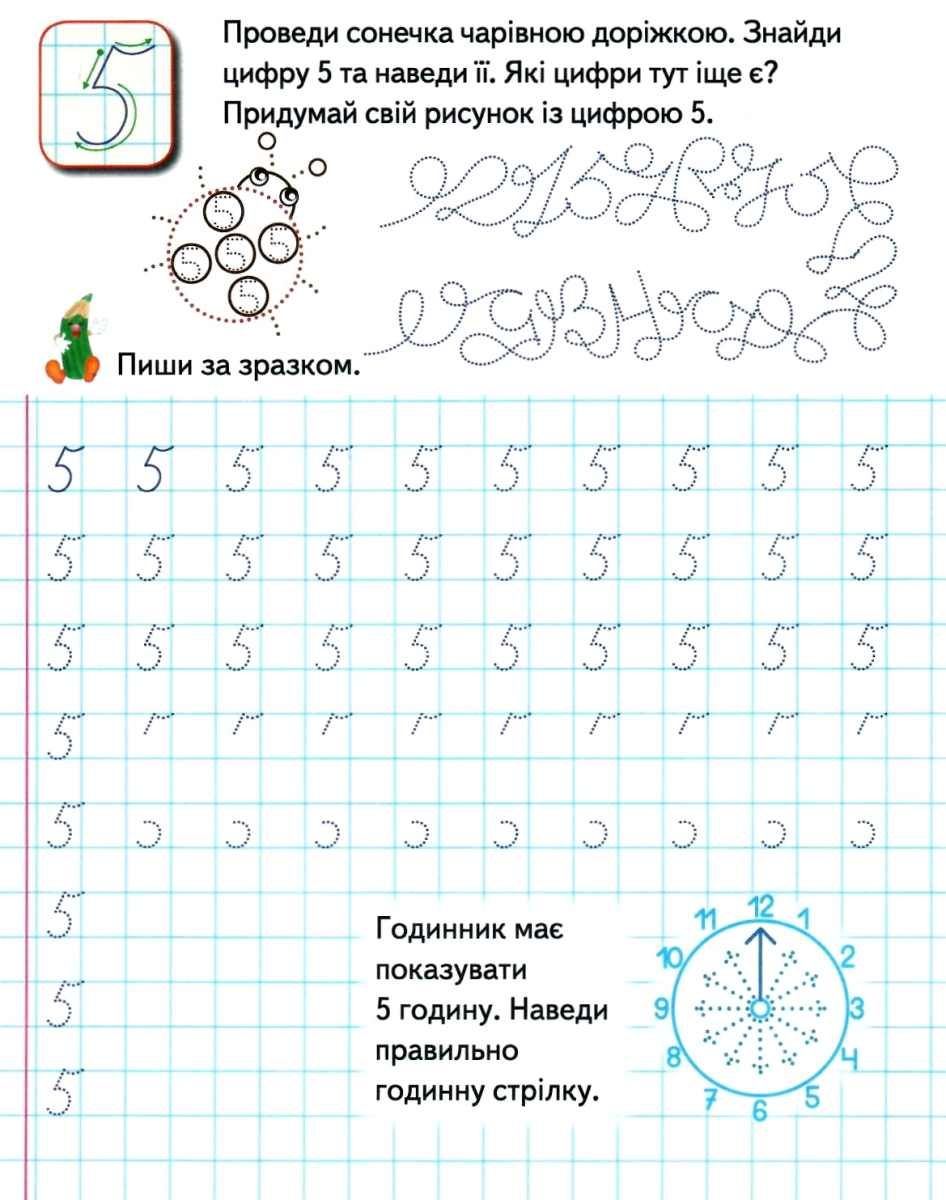 5
Проведи сонечка чарівною доріжкою. Знайди
цифру 5 та наведи її. Які цифри тут іще є?
Придумай свій рисунок із цифрою 5.
5
5 5 5
5
Пиши за зразком.
5 5 5 5 5 5 5 5 5 5
5 5 5 5 5 5 5 5 5 5
5 5 5 5 5 5 5 5 5 5
5
5
5
5
5
Годинник має
показувати
5 годину. Наведи
правильно
годинну стрілку.
12
11 1
10 2
9 3
8 4
7 5
6